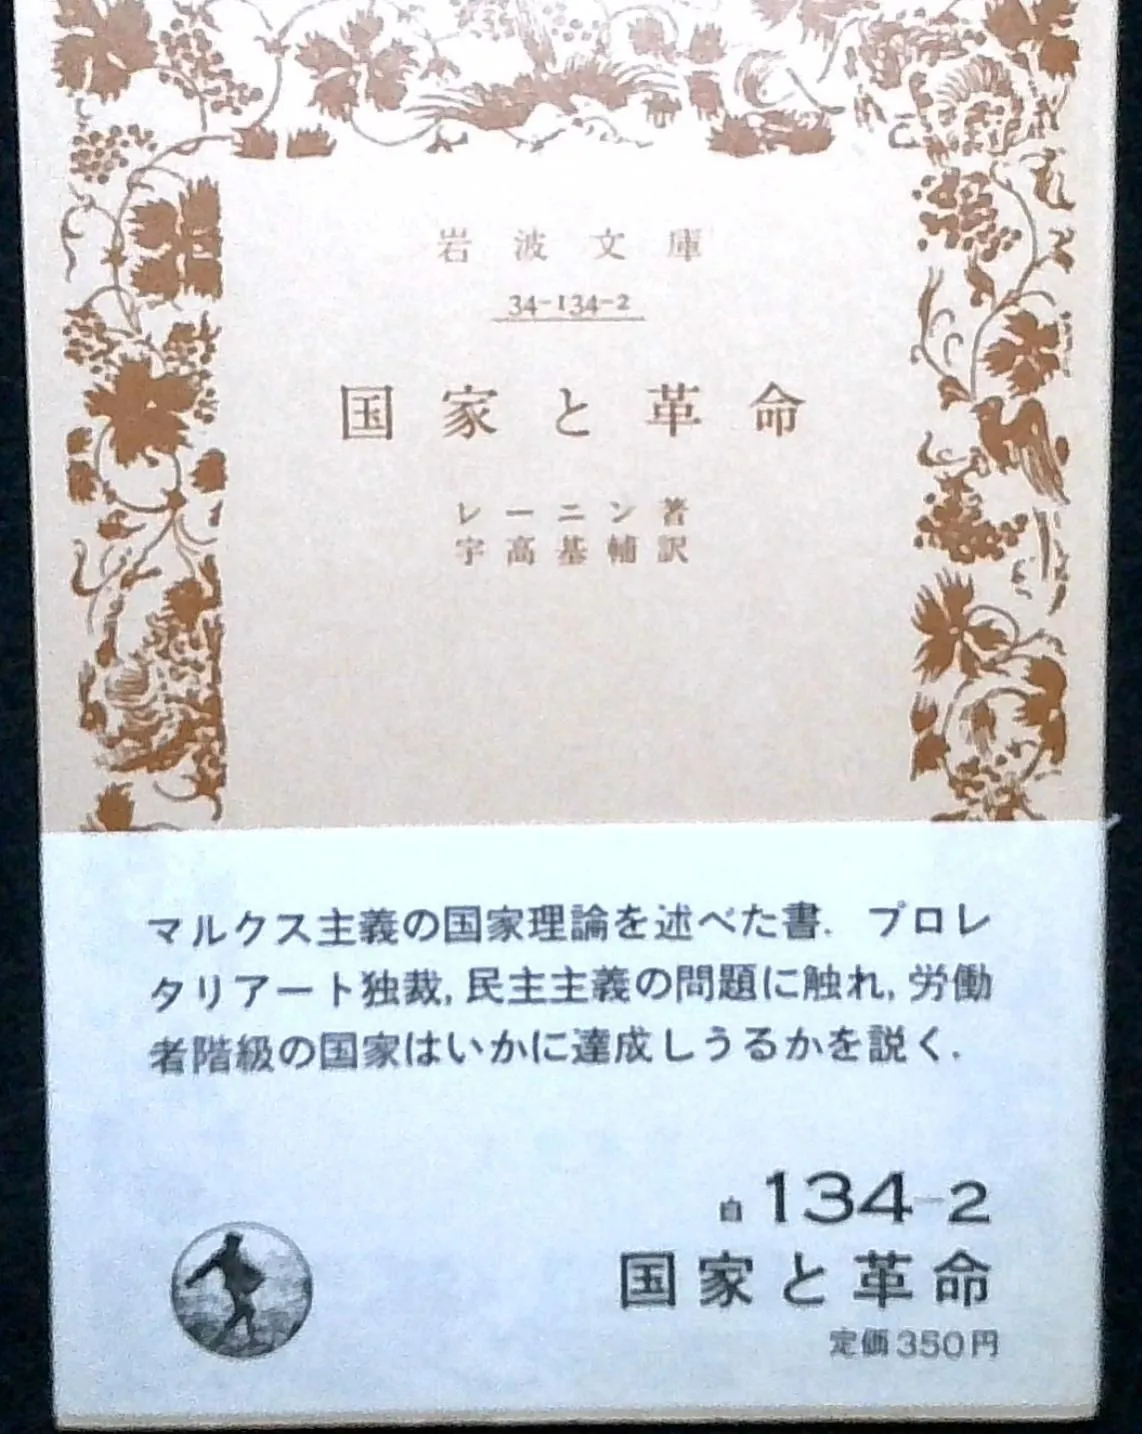 岩波文庫
34-134-2
国家と革命
レーニン著
宇高基輔訳
マルクス主義の国家理論を述べた書. プロレ
タリアート独裁, 民主主義の問題に触れ, 労働
者階級の国家はいかに達成しうるかを説く.
白134-2
国家と革命
定価350円